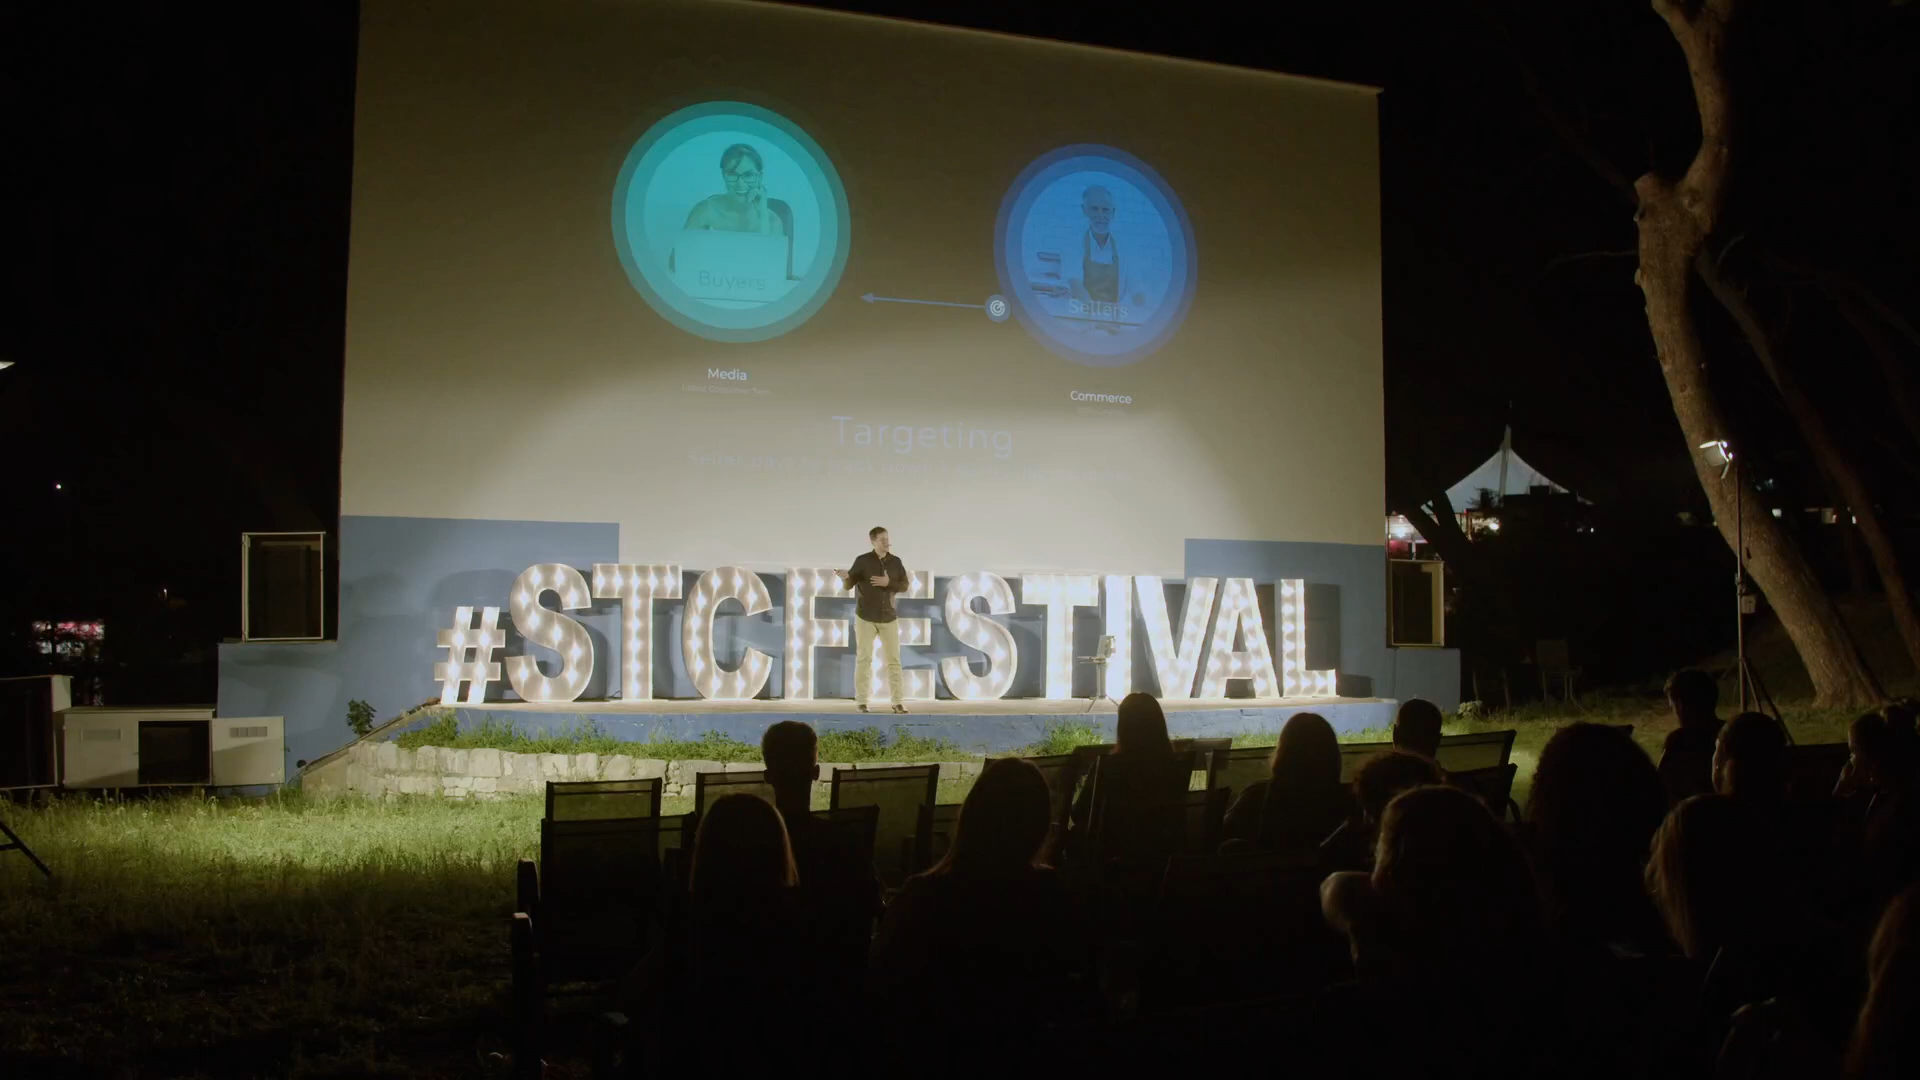 Buyers
Sellers
Media
Commerce
Targeting
#STCFESTIVAL